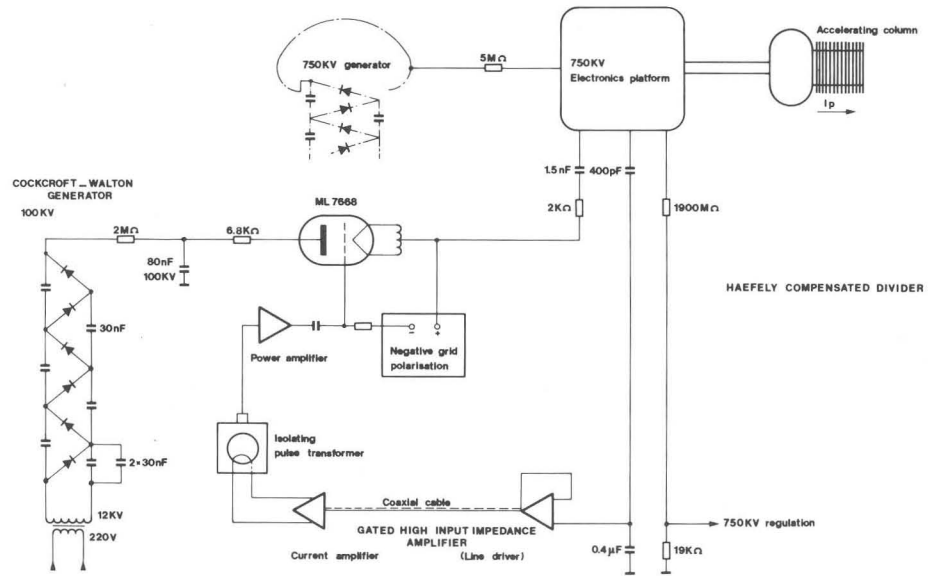 Accelerating column
5MΩ
750KV generator
750KV
Electronics platform
Ip
1.5nF
400pF
COCKCROFT_WALTON
GENERATOR
100KV
ML 7668
2KΩ
1900MΩ
2MΩ
6.8KΩ
80nF
100KV
HAEFELY COMPENSATED DIVIDER
30nF
- +
Power amplifier
Negative grid
polarisation
Isolating
pulse transformer
2×30nF
Coaxial cable
12KV
GATED HIGH INPUT IMPEDANCE
AMPLIFIER
750KV regulation
220V
Current amplifier
(Line driver)
0.4μF
19KΩ